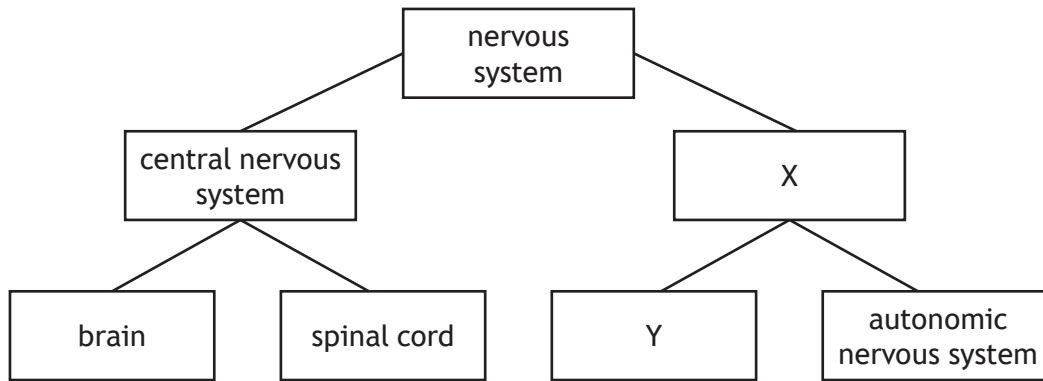 nervous
system
central nervous
system
X
brain
spinal cord
Y
autonomic
nervous system